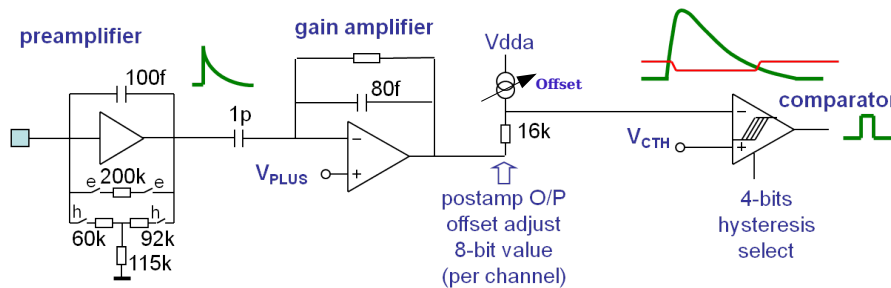 preamplifier
gain amplifier
Vdda
100f
Offset
80f
1p
comparator
16k
VCTH
VPLUS
e
200k
e
h
h
60k
92k
115k
postamp O/P
offset adjust
8-bit value
(per channel)
4-bits
hysteresis
select